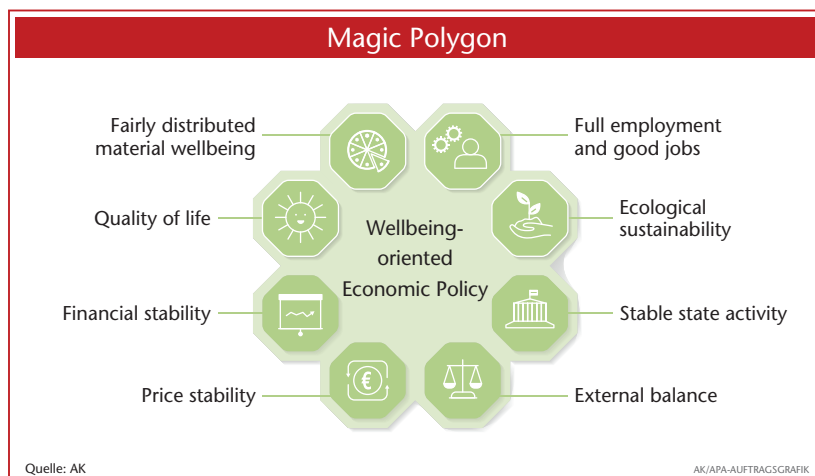 Magic Polygon
Fairly distributed
material wellbeing
Full employment
and good jobs
Quality of life
Ecological
sustainability
Wellbeing-
oriented
Economic Policy
Financial stability
Stable state activity
Price stability
€
External balance
Quelle: AK
AK/APA-AUFTRAGSGRAFIK